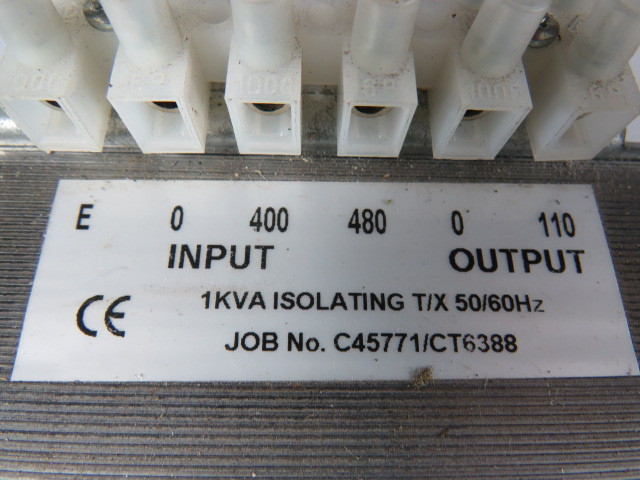 E 0 400 480 0 110
INPUT OUTPUT
CE 1KVA ISOLATING T/X 50/60Hz
JOB No. C45771/CT6388